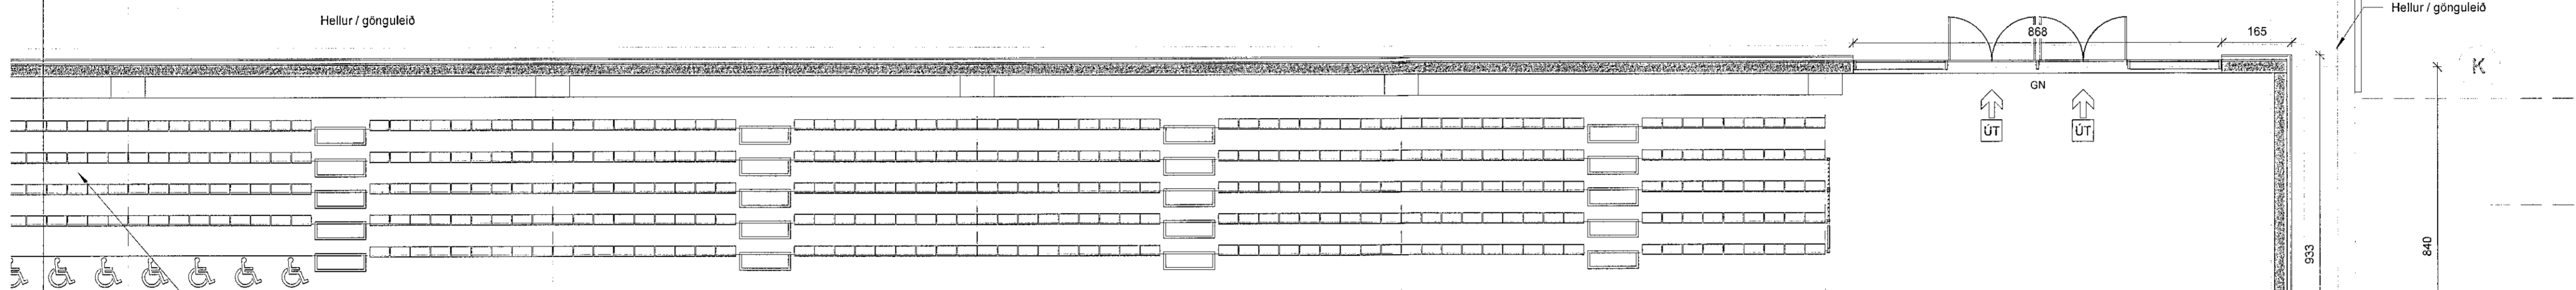 Hellur / gönguleið
Hellur / gönguleið
868
165
K
GN
ÚT
ÚT
933
840